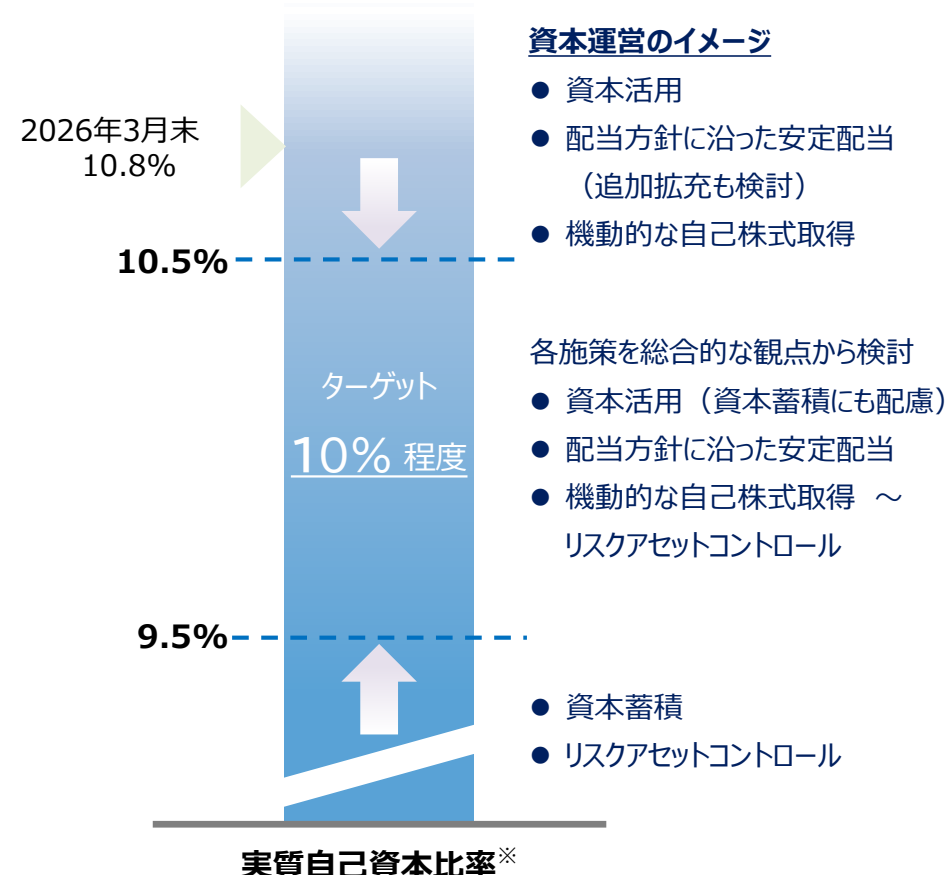 資本運営のイメージ
● 資本活用
● 配当方針に沿った安定配当
（追加拡充も検討）
● 機動的な自己株式取得
2026年3月末
10.8%
10.5%
ターゲット
10% 程度
各施策を総合的な観点から検討
● 資本活用（資本蓄積にも配慮）
● 配当方針に沿った安定配当
● 機動的な自己株式取得 ～
リスクアセットコントロール
9.5%
● 資本蓄積
● リスクアセットコントロール
実質自己資本比率※